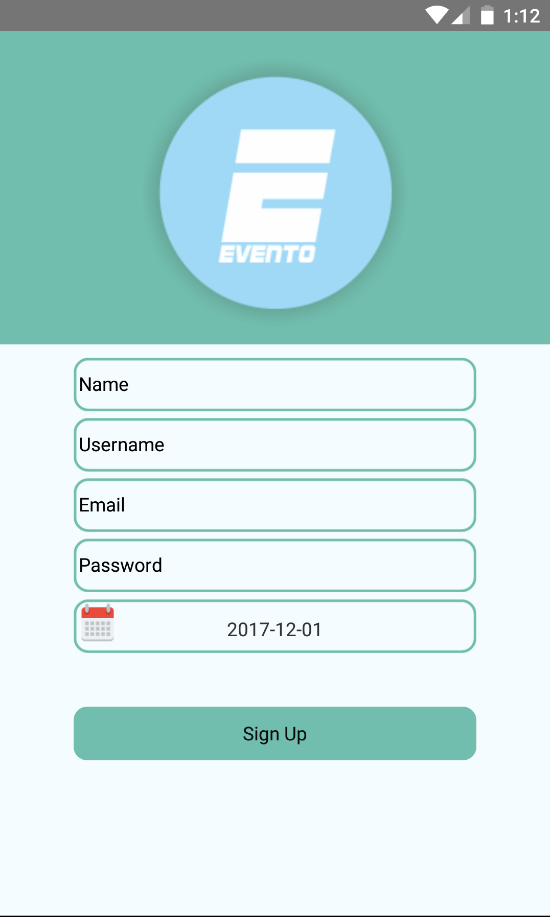 1:12
E
EVENTO
Name
Username
Email
Password
2017-12-01
Sign Up